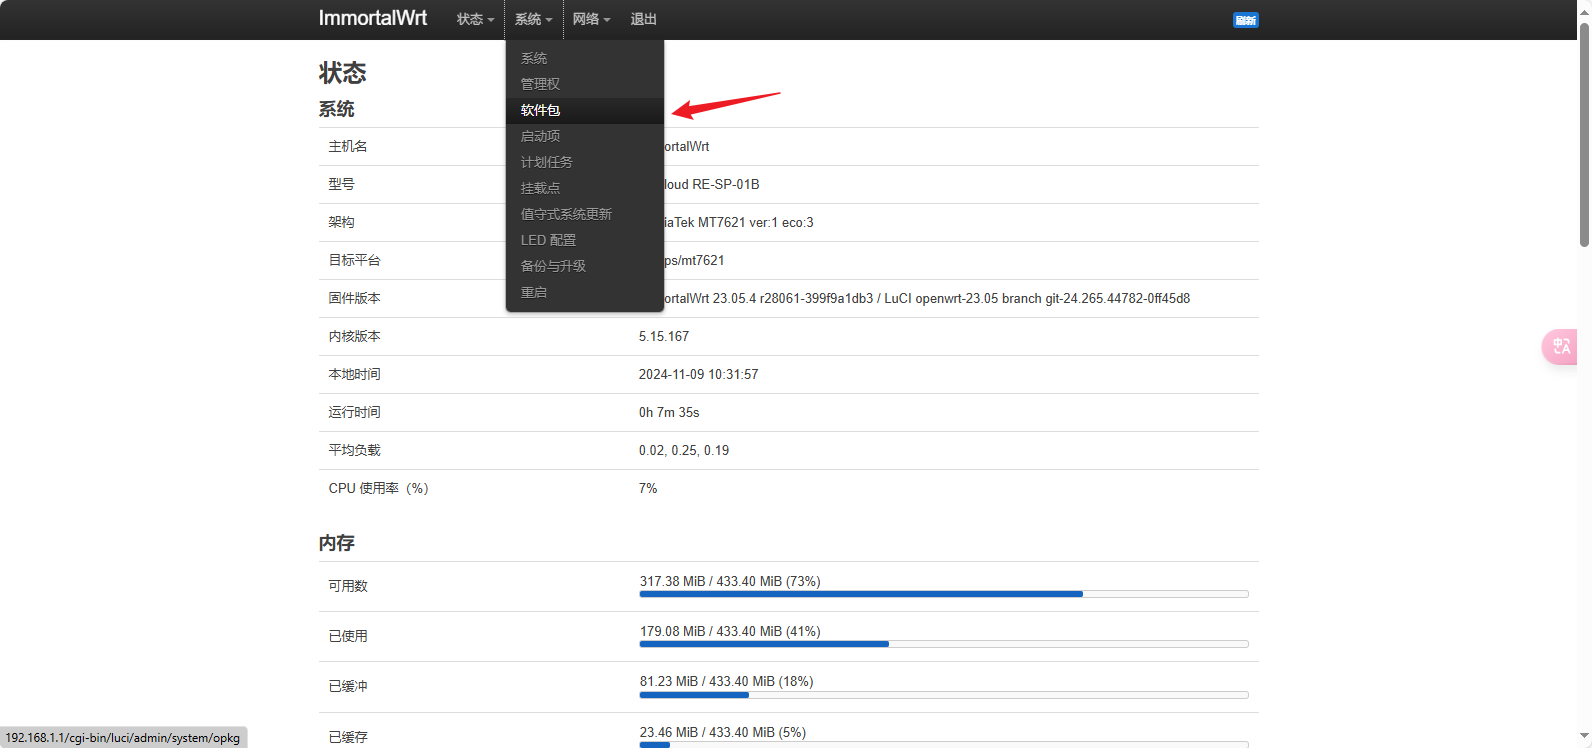 ImmortalWrt 状态 系统 网络 退出 刷新
系统
管理权
软件包
启动项
计划任务
挂载点
值守式系统更新
LED 配置
备份与升级
重启
状态
系统
主机名 ortalWrt
型号 loud RE-SP-01B
架构 iaTek MT7621 ver:1 eco:3
目标平台 ps/mt7621
固件版本 ortalWrt 23.05.4 r28061-399f9a1db3 / LuCI openwrt-23.05 branch git-24.265.44782-0ff45d8
内核版本 5.15.167
本地时间 2024-11-09 10:31:57
运行时间 0h 7m 35s
平均负载 0.02, 0.25, 0.19
CPU 使用率（%） 7%
内存
可用数 317.38 MiB / 433.40 MiB (73%)
已使用 179.08 MiB / 433.40 MiB (41%)
已缓冲 81.23 MiB / 433.40 MiB (18%)
已缓存 23.46 MiB / 433.40 MiB (5%)
中 A
192.168.1.1/cgi-bin/luci/admin/system/opkg